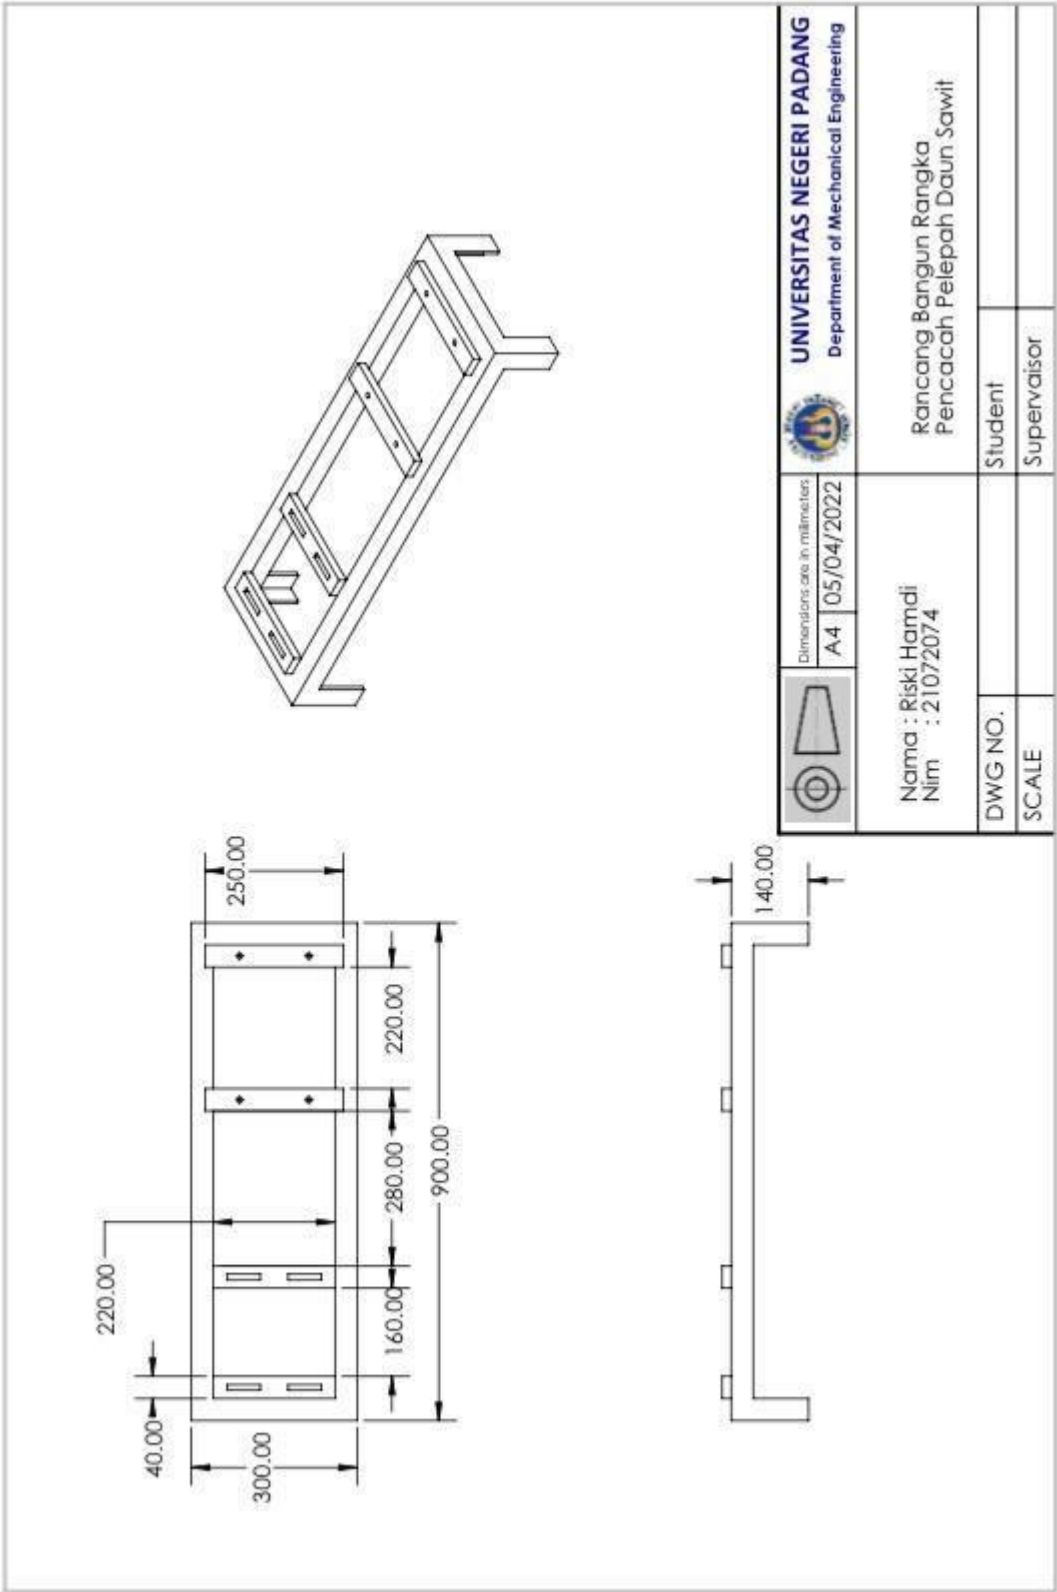 220.00
40.00
300.00
250.00
160.00
280.00
220.00
900.00
140.00
Dimensions are in milimeters
A4
05/04/2022
UNIVERSITAS NEGERI PADANG
Department of Mechanical Engineering
Nama : Riski Hamdi
Nim : 21072074
Rancang Bangun Rangka
Pencacah Pelepah Daun Sawit
DWG NO.
Student
SCALE
Supervaisor